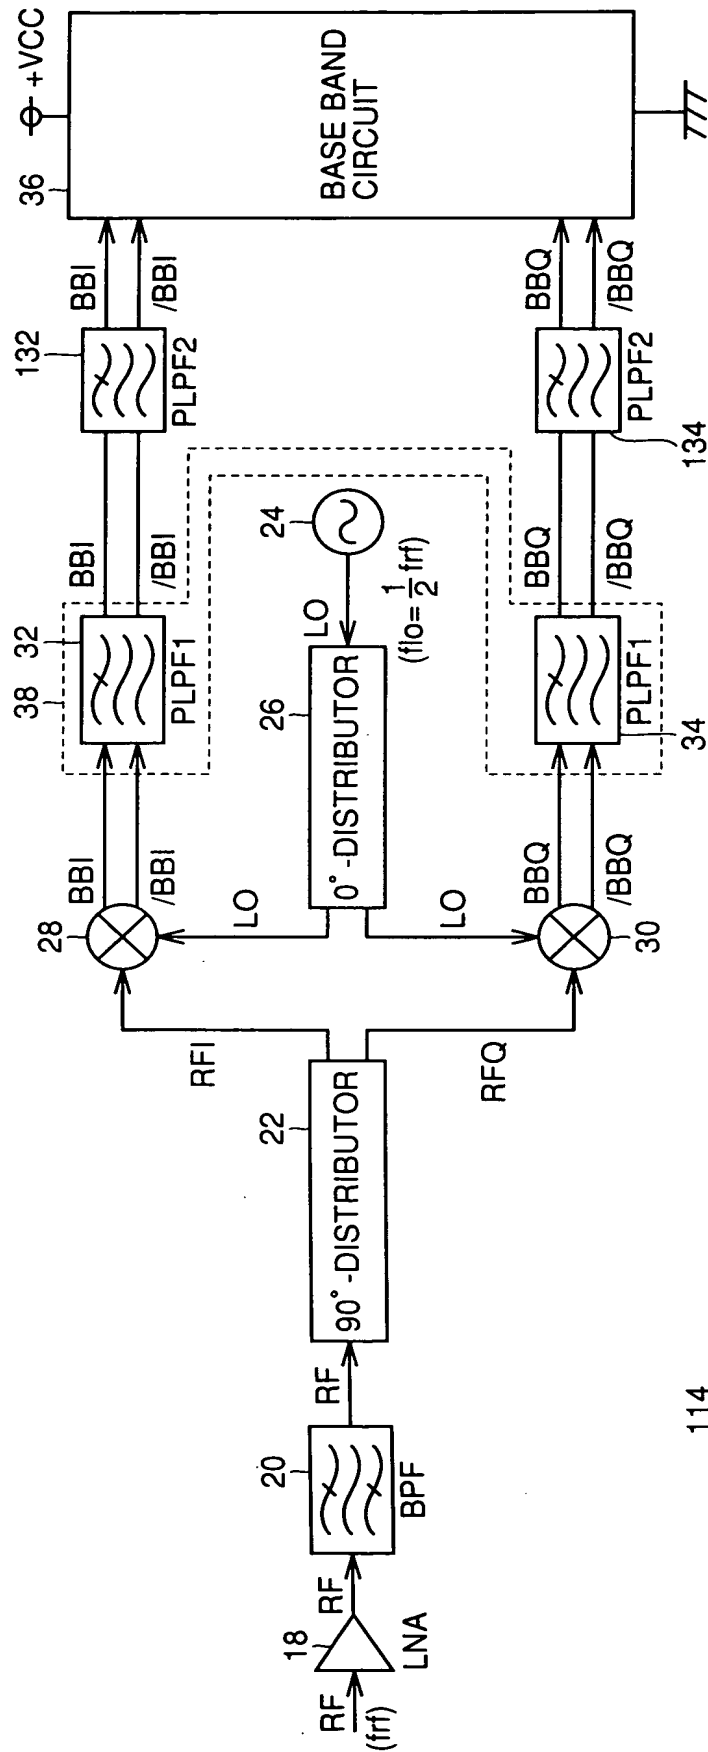 RF
(frf)
18
LNA
RF
20
BPF
RF
22
90°-DISTRIBUTOR
RFI
RFQ
28
30
LO
LO
26
0°-DISTRIBUTOR
LO
(flo=1/2 frf)
24
BBI
/BBI
38
32
PLPF1
BBI
/BBI
132
PLPF2
BBI
/BBI
BBQ
/BBQ
34
PLPF1
BBQ
/BBQ
134
PLPF2
BBQ
/BBQ
36
BASE BAND
CIRCUIT
+VCC
114